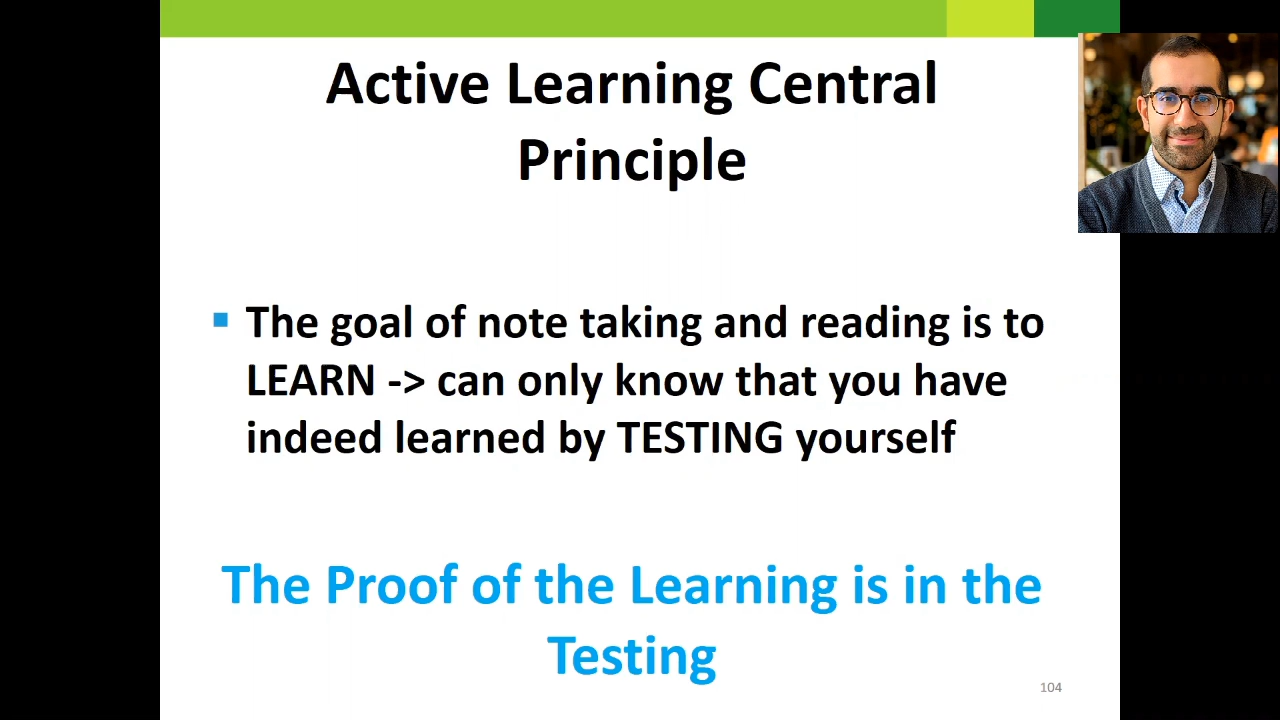 Active Learning Central
Principle
The goal of note taking and reading is to
LEARN -> can only know that you have
indeed learned by TESTING yourself
The Proof of the Learning is in the
Testing
104